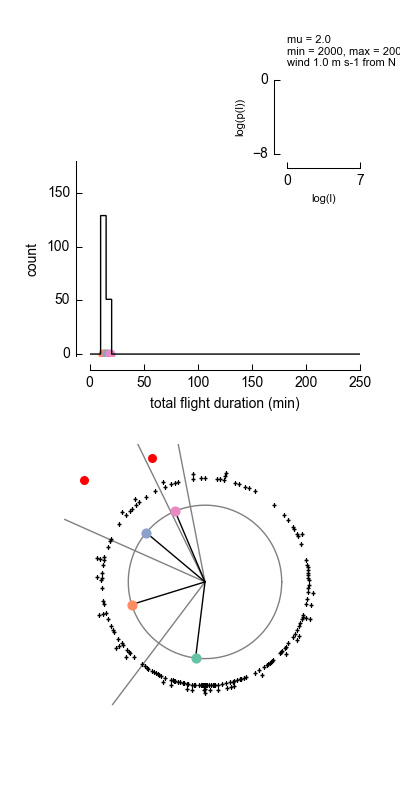 mu = 2.0
min = 2000, max = 200
wind 1.0 m s-1 from N
0
log(p(l))
−8
0 7
log(l)
150
100
50
0
count
0 50 100 150 200 250
total flight duration (min)